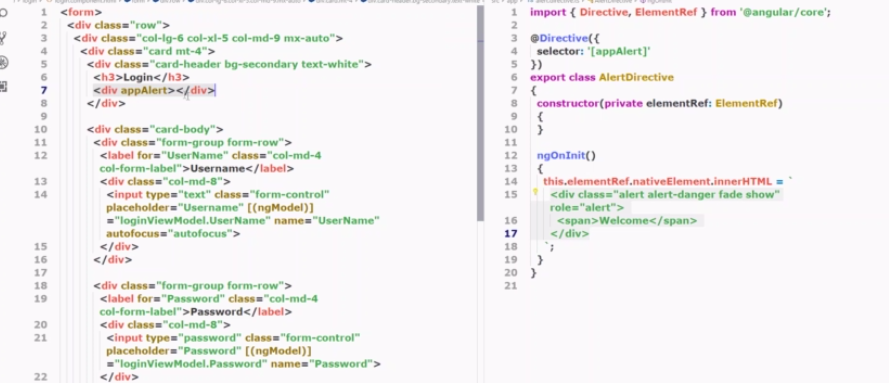 1 <form>
2 <div class="row">
3 <div class="col-lg-6 col-xl-5 col-md-9 mx-auto">
4 <div class="card mt-4">
5 <div class="card-header bg-secondary text-white">
6 <h3>Login</h3>
7 <div appAlert></div>
8 </div>
9
10 <div class="card-body">
11 <div class="form-group form-row">
12 <label for="UserName" class="col-md-4
col-form-label">Username</label>
13 <div class="col-md-8">
14 <input type="text" class="form-control"
placeholder="Username" [(ngModel)]
="loginViewModel.UserName" name="UserName"
autofocus="autofocus">
15 </div>
16 </div>
17
18 <div class="form-group form-row">
19 <label for="Password" class="col-md-4
col-form-label">Password</label>
20 <div class="col-md-8">
21 <input type="password" class="form-control"
placeholder="Password" [(ngModel)]
="loginViewModel.Password" name="Password">
22 </div>
1 import { Directive, ElementRef } from '@angular/core';
2
3 @Directive({
4 selector: '[appAlert]'
5 })
6 export class AlertDirective
7 {
8 constructor(private elementRef: ElementRef)
9 {
10 }
11
12 ngOnInit()
13 {
14 this.elementRef.nativeElement.innerHTML = `
15 <div class="alert alert-danger fade show"
role="alert">
16 <span>Welcome</span>
17 </div>
18 `;
19 }
20 }
21